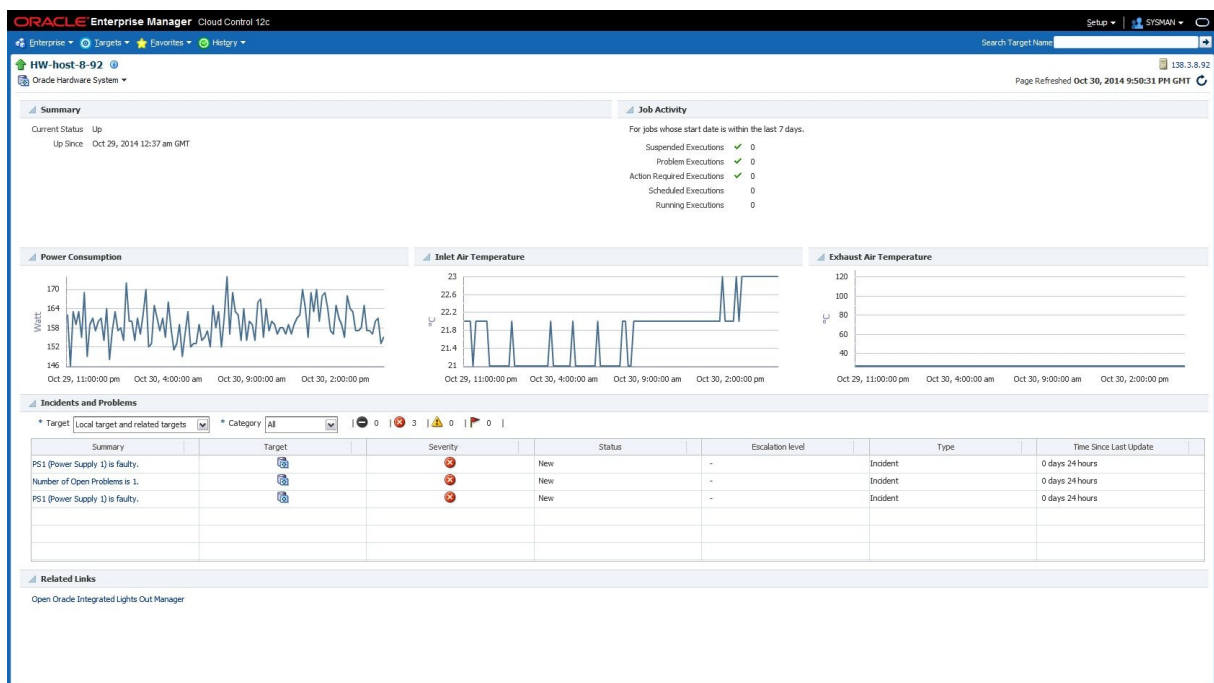 ORACLE Enterprise Manager Cloud Control 12c
Setup SYSMAN
Enterprise Targets Favorites History
Search Target Name
HW-host-8-92
138.3.8.92
Oracle Hardware System
Page Refreshed Oct 30, 2014 9:50:31 PM GMT
Summary
Current Status Up
Up Since Oct 29, 2014 12:37 am GMT
Job Activity
For jobs whose start date is within the last 7 days.
Suspended Executions 0
Problem Executions 0
Action Required Executions 0
Scheduled Executions 0
Running Executions 0
Power Consumption
170
164
158
152
146
Watt
Oct 29, 11:00:00 pm Oct 30, 4:00:00 am Oct 30, 9:00:00 am Oct 30, 2:00:00 pm
Inlet Air Temperature
23
22.6
22.2
21.8
21.4
21
°C
Oct 29, 11:00:00 pm Oct 30, 4:00:00 am Oct 30, 9:00:00 am Oct 30, 2:00:00 pm
Exhaust Air Temperature
120
100
80
60
40
°C
Oct 29, 11:00:00 pm Oct 30, 4:00:00 am Oct 30, 9:00:00 am Oct 30, 2:00:00 pm
Incidents and Problems
* Target Local target and related targets * Category All | 0 | 3 | 0 | 0 |
Summary Target Severity Status Escalation level Type Time Since Last Update
PS1 (Power Supply 1) is faulty. New - Incident 0 days 24 hours
Number of Open Problems is 1. New - Incident 0 days 24 hours
PS1 (Power Supply 1) is faulty. New - Incident 0 days 24 hours
Related Links
Open Oracle Integrated Lights Out Manager